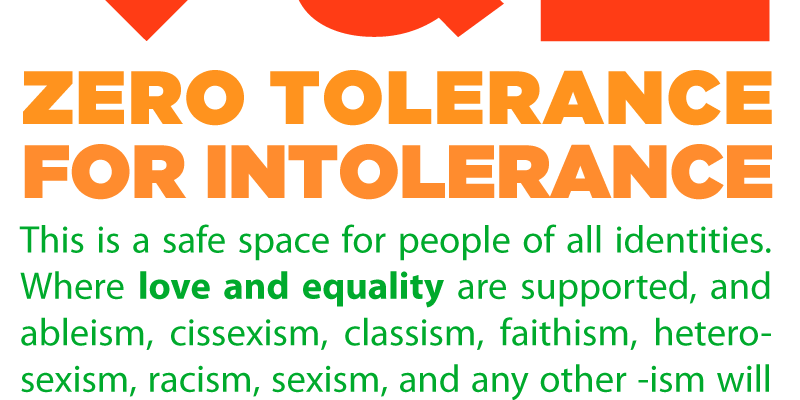 ZERO TOLERANCE
FOR INTOLERANCE
This is a safe space for people of all identities.
Where love and equality are supported, and
ableism, cissexism, classism, faithism, hetero-
sexism, racism, sexism, and any other -ism will